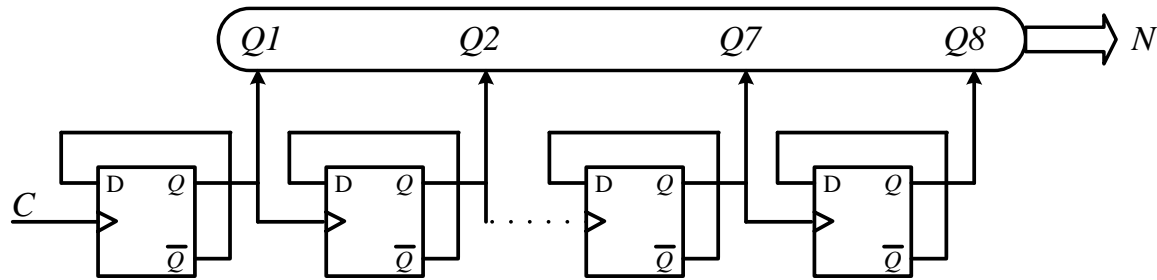 Q1 Q2 Q7 Q8 N
D Q D Q D Q D Q
C
Q̅ Q̅ Q̅ Q̅